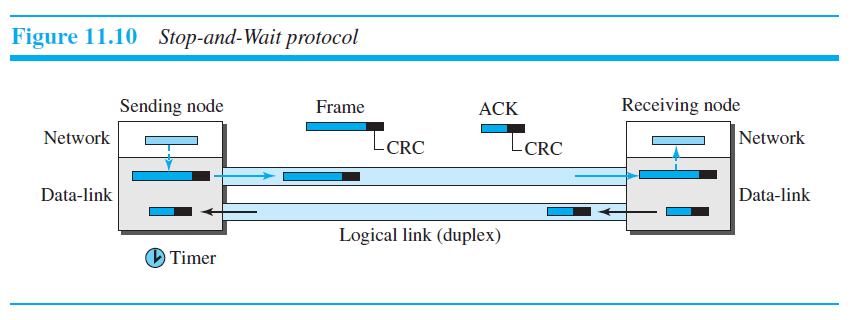 Figure 11.10 Stop-and-Wait protocol
Sending node
Frame
ACK
Receiving node
Network
CRC
CRC
Network
Data-link
Data-link
Logical link (duplex)
Timer